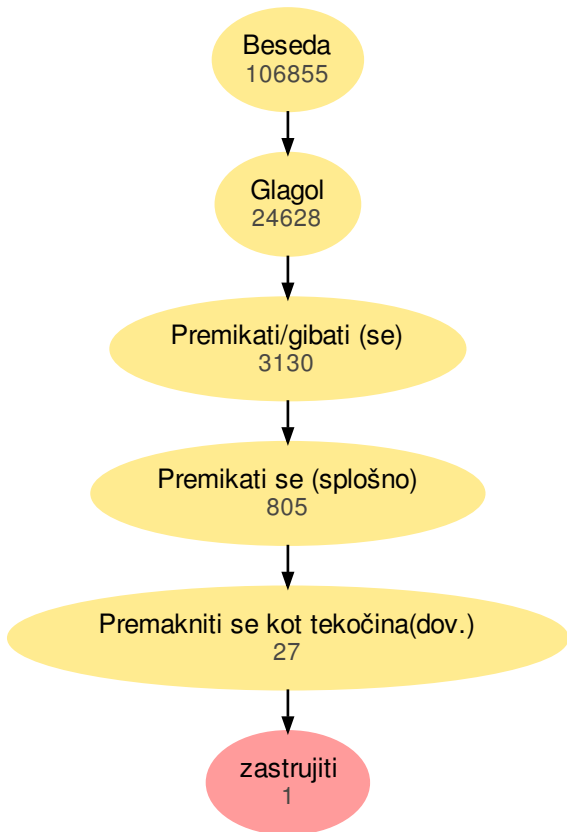 Beseda
106855
Glagol
24628
Premikati/gibati (se)
3130
Premikati se (splošno)
805
Premakniti se kot tekočina(dov.)
27
zastrujiti
1